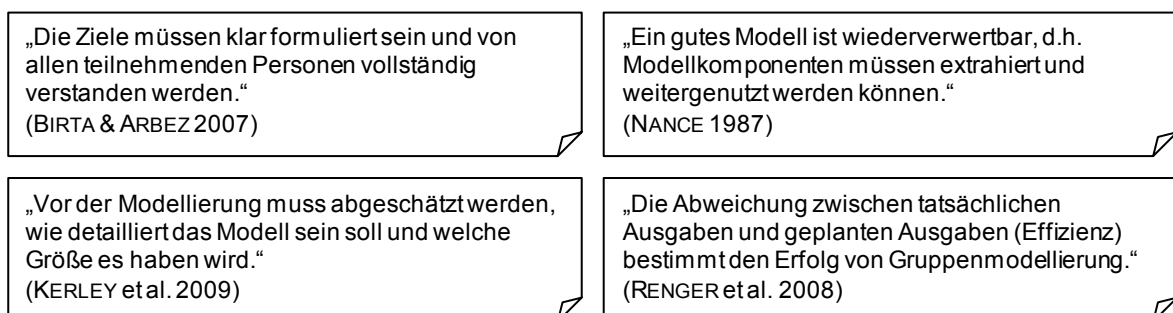 „Die Ziele müssen klar formuliert sein und von
allen teilnehmenden Personen vollständig
verstanden werden.“
(BIRTA & ARBEZ 2007)
„Ein gutes Modell ist wiederverwertbar, d.h.
Modellkomponenten müssen extrahiert und
weitergenutzt werden können.“
(NANCE 1987)
„Vor der Modellierung muss abgeschätzt werden,
wie detailliert das Modell sein soll und welche
Größe es haben wird.“
(KERLEY et al. 2009)
„Die Abweichung zwischen tatsächlichen
Ausgaben und geplanten Ausgaben (Effizienz)
bestimmt den Erfolg von Gruppenmodellierung.“
(RENGER et al. 2008)